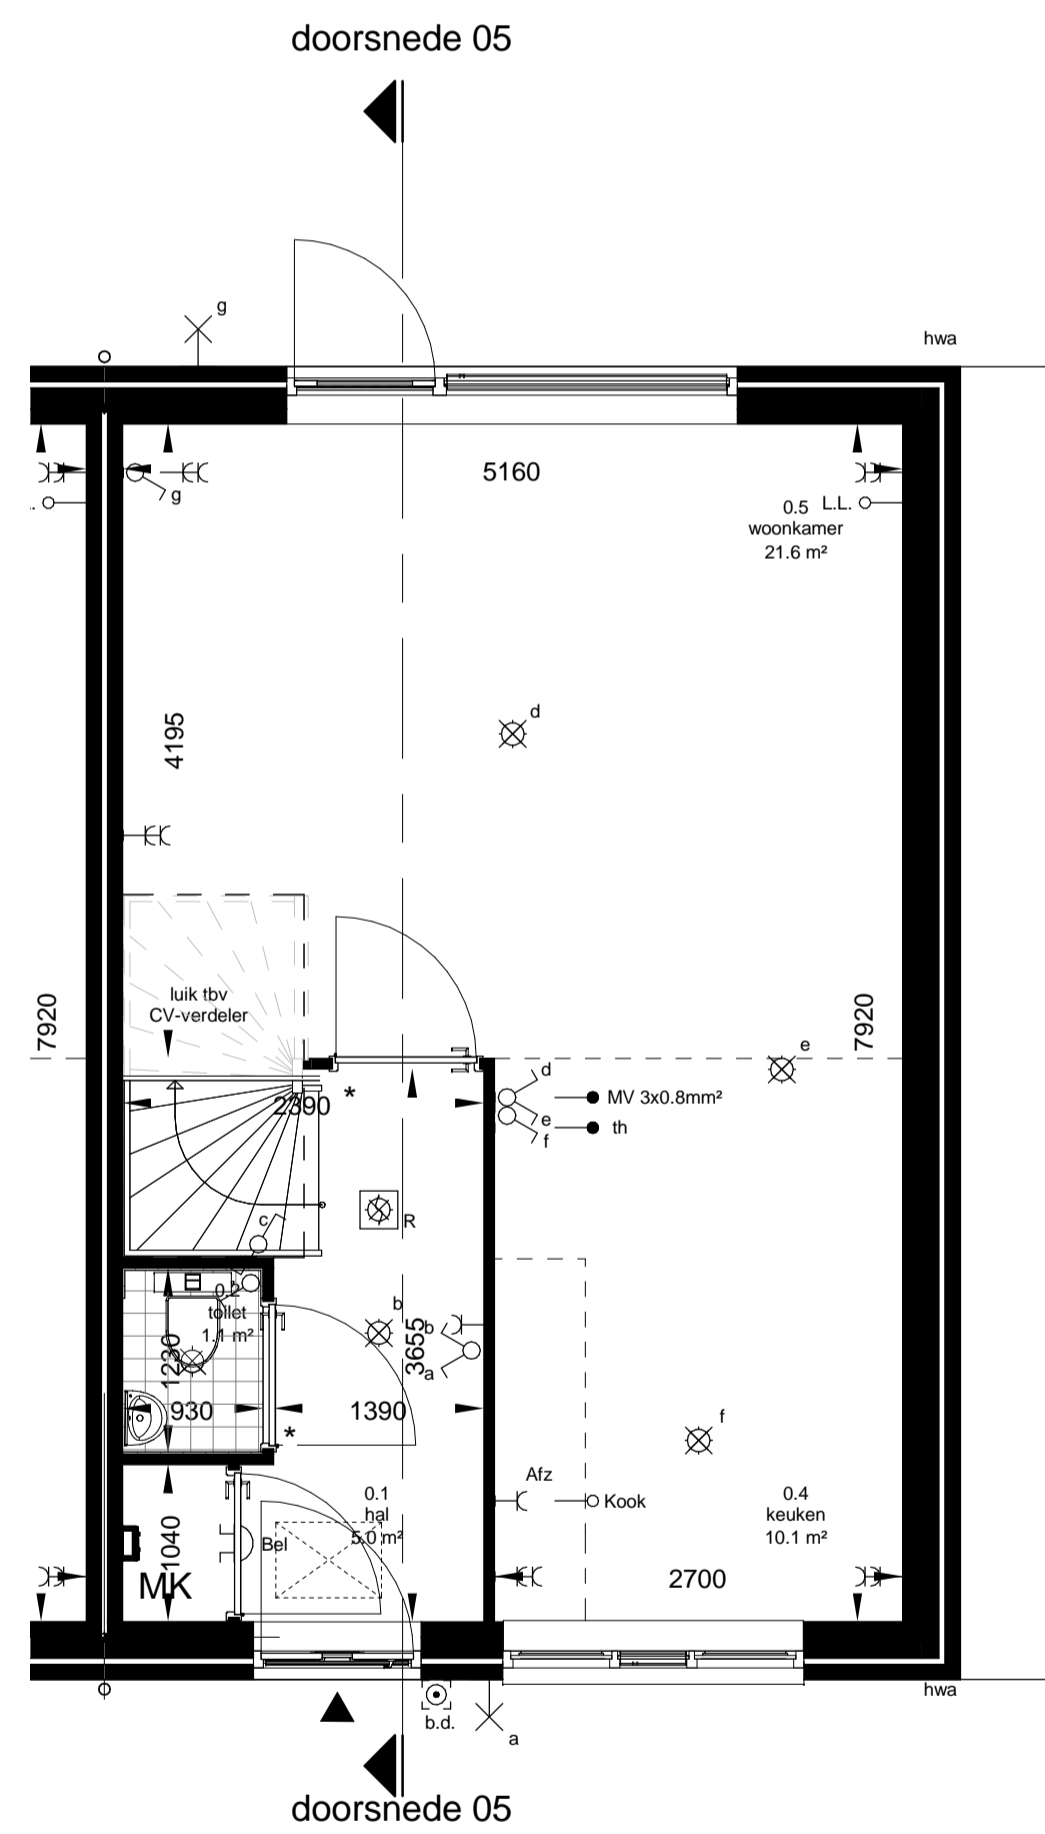 doorsnede 05
g
hwa
g
5160
0.5
L.L.
woonkamer
21.6 m²
d
4195
luik tbv
CV-verdeler
7920
7920
e
d
MV 3x0.8mm²
2390
*
e
th
f
c
R
0.2
toilet
1.1 m²
b
b
3655
1230
a
930
1390
*
f
Afz
Kook
0.1
hal
5.0 m²
0.4
keuken
10.1 m²
Bel
1040
MK
2700
hwa
b.d.
a
doorsnede 05